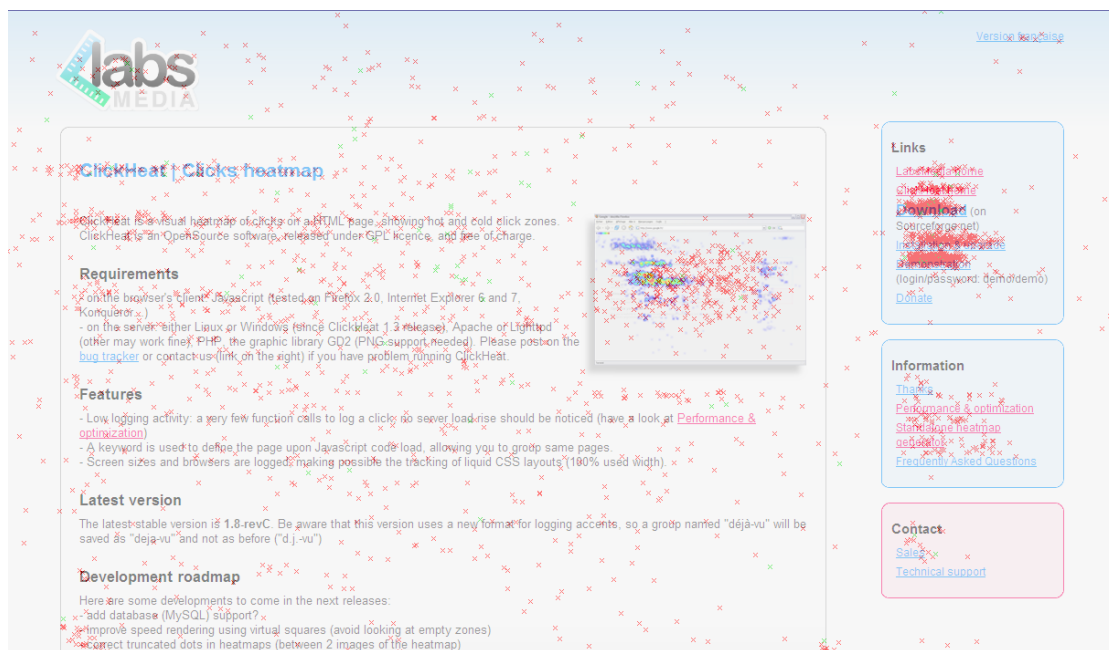 labs
MEDIA
Version française
ClickHeat | Clicks heatmap
ClickHeat is a visual heatmap of clicks on a HTML page, showing hot and cold click zones.
ClickHeat is an OpenSource software, released under GPL licence, and free of charge.
Requirements
- on the browser's client: Javascript (tested on Firefox 2.0, Internet Explorer 6 and 7,
Konqueror...)
- on the server: either Linux or Windows (since ClickHeat 1.3 release), Apache or Lighttpd
(other may work fine), PHP, the graphic library GD2 (PNG support needed). Please post on the
bug tracker or contact us (link on the right) if you have problem running ClickHeat.
Features
- Low logging activity: a very few function calls to log a click, no server load rise should be noticed (have a look at Performance &
optimization)
- A keyword is used to define the page upon Javascript code load, allowing you to group same pages.
- Screen sizes and browsers are logged, making possible the tracking of liquid CSS layouts (100% used width).
Latest version
The latest stable version is 1.8-revC. Be aware that this version uses a new format for logging accents, so a group named "déjà-vu" will be
saved as "deja-vu" and not as before ("d.j.-vu")
Development roadmap
Here are some developments to come in the next releases:
- add database (MySQL) support?
- improve speed rendering using virtual squares (avoid looking at empty zones)
- correct truncated dots in heatmaps (between 2 images of the heatmap)
Links
LabsMedia home
ClickHeat home
Download (on
Sourceforge.net)
Demonstration
(login/password: demo/demo)
Donate
Information
Thanks
Performance & optimization
Standalone heatmap
generator
Frequently Asked Questions
Contact
Sales
Technical support